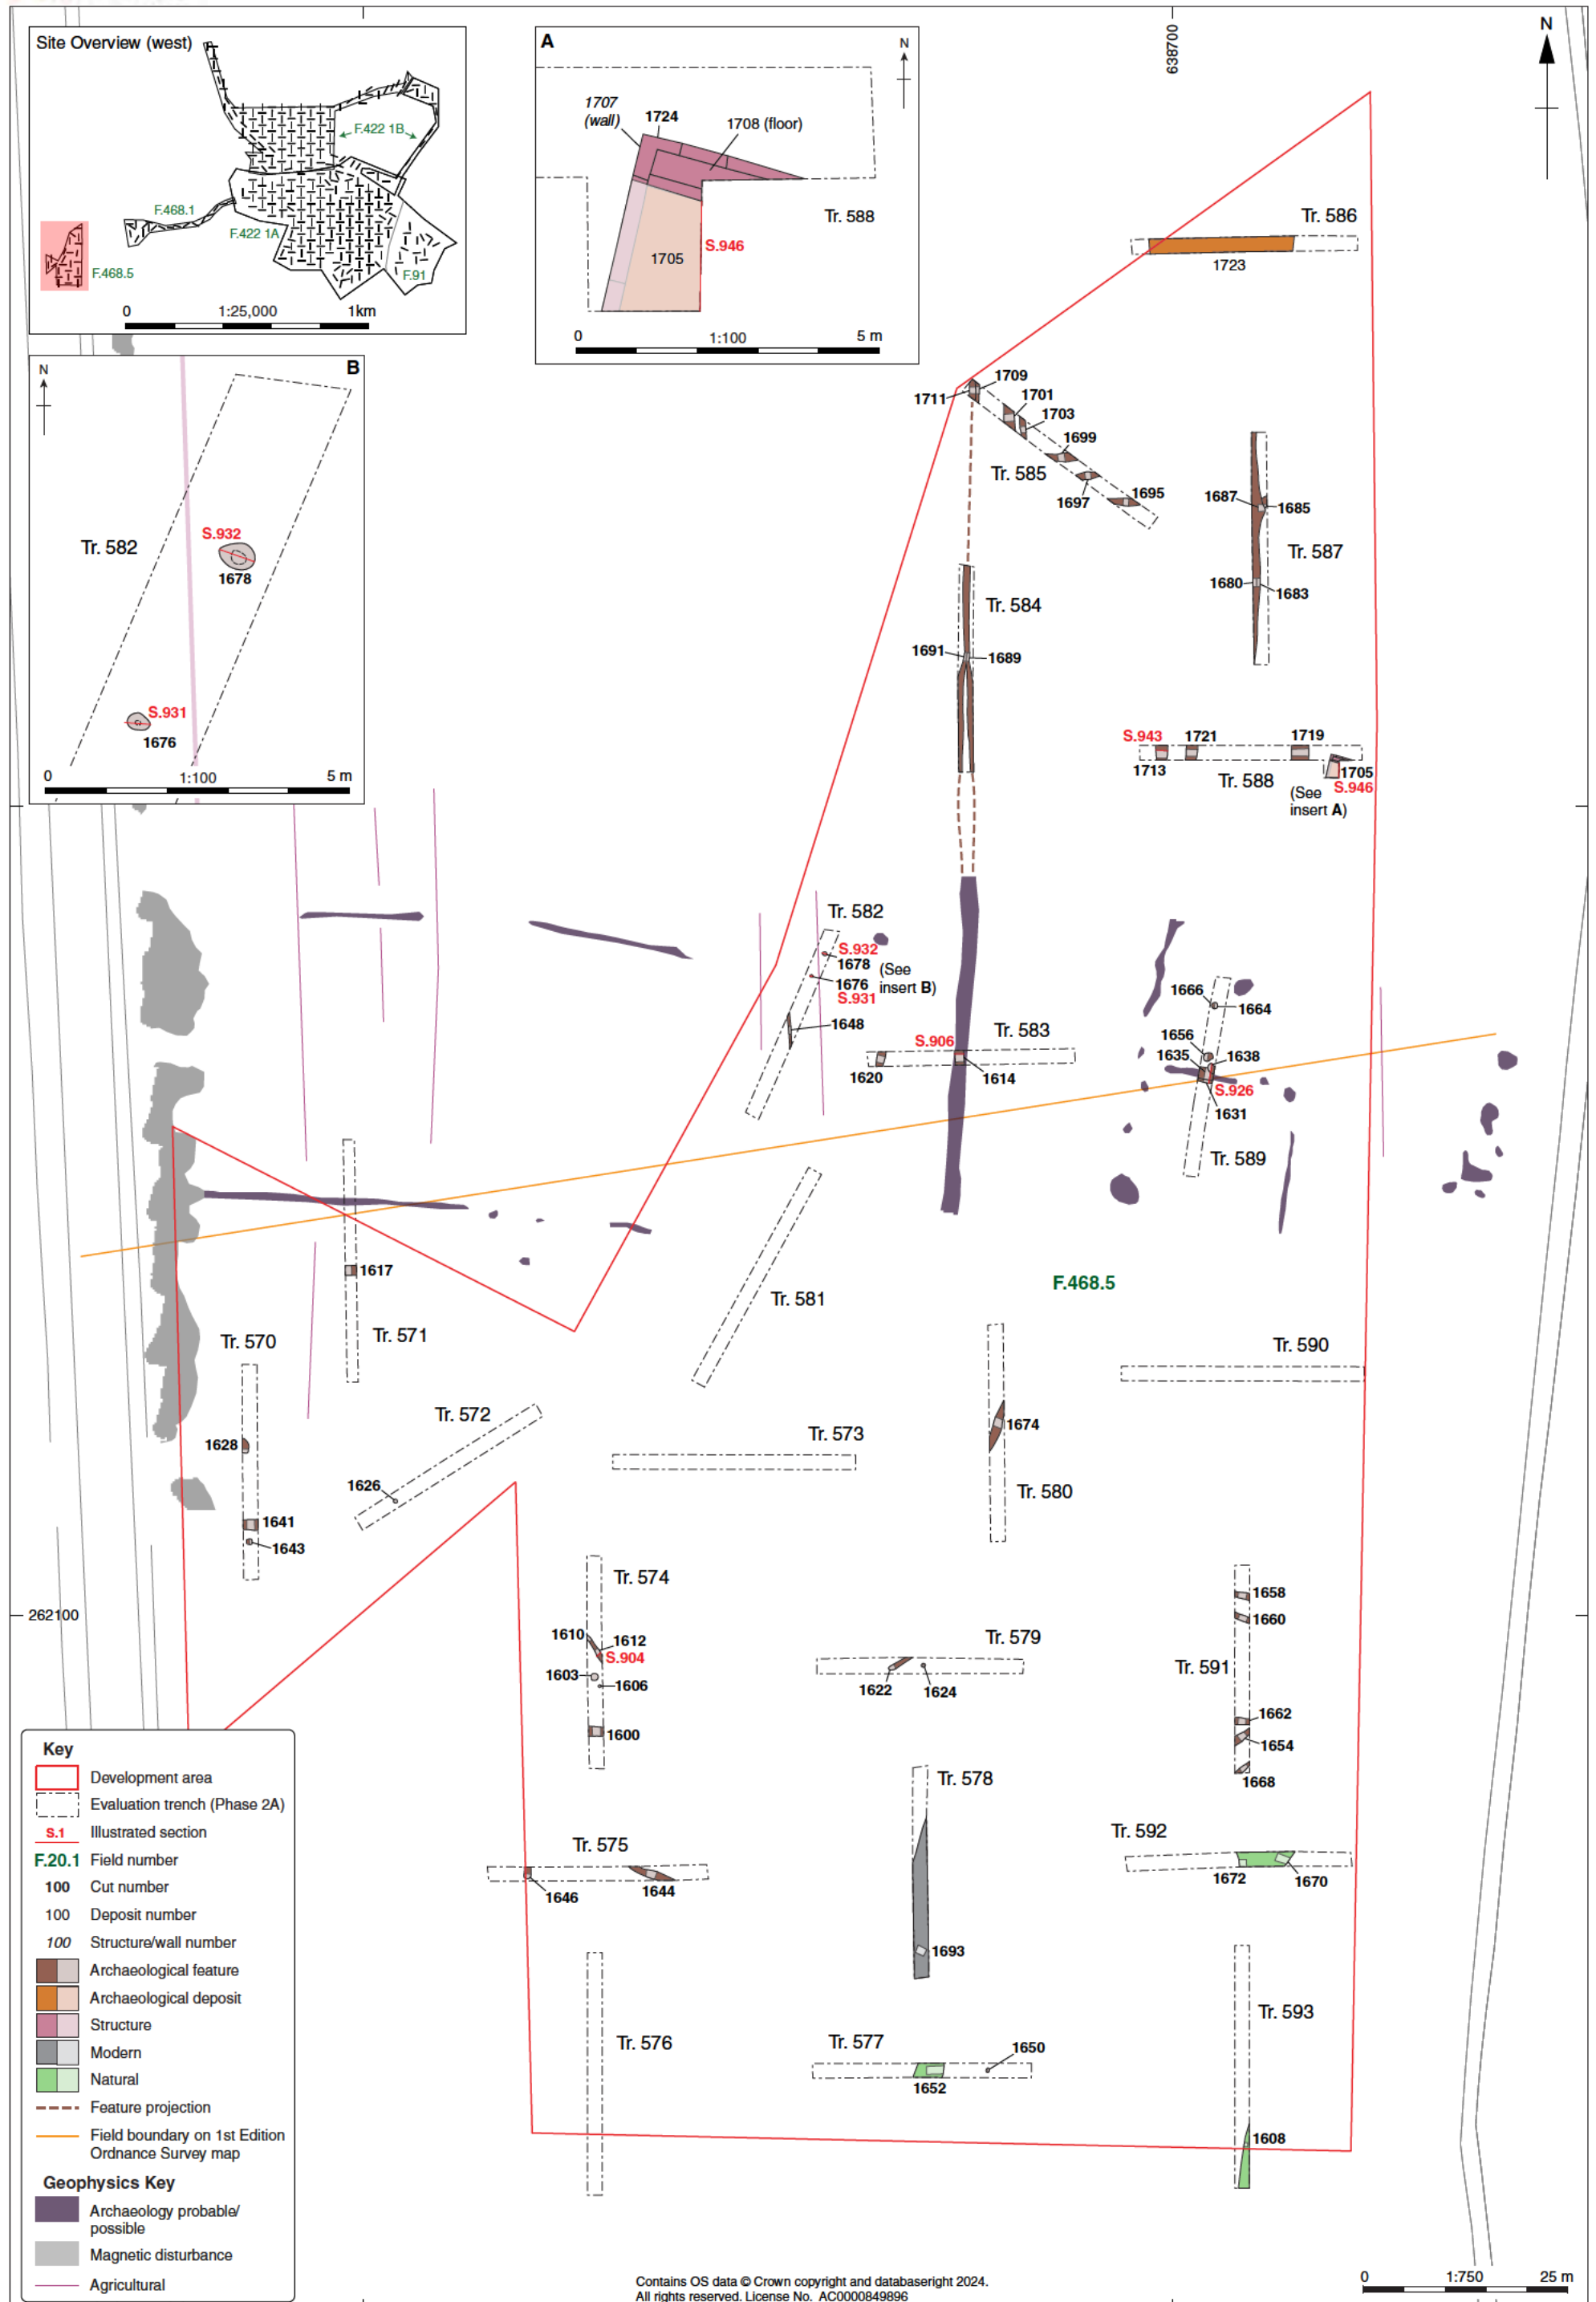 Site Overview (west)
F.422 1B
F.468.1
F.422 1A
F.468.5
F.91
0 1:25,000 1km
A
N
1707
(wall)
1724
1708 (floor)
Tr. 588
S.946
1705
0 1:100 5 m
638700
N
B
N
S.932
Tr. 582
1678
S.931
1676
0 1:100 5 m
Tr. 586
1723
1709
1711
1701
1703
1699
Tr. 585
1697
1695
1687
1685
Tr. 587
1680
1683
Tr. 584
1691
1689
S.943
1721
1719
1713
Tr. 588
1705
S.946
(See
insert A)
Tr. 582
S.932
1678
(See
insert B)
1676
S.931
1648
S.906
Tr. 583
1620
1614
1666
1664
1656
1635
1638
S.926
1631
Tr. 589
1617
Tr. 571
Tr. 581
F.468.5
Tr. 570
Tr. 590
Tr. 572
Tr. 573
1674
1628
1626
Tr. 580
1641
1643
Tr. 574
1658
1660
262100
1610
1612
S.904
1603
1606
1600
Tr. 579
1622
1624
Tr. 591
1662
1654
1668
Tr. 578
1693
Tr. 575
1646
1644
Tr. 592
1672
1670
Tr. 576
Tr. 577
1650
1652
Tr. 593
1608
Key
Development area
Evaluation trench (Phase 2A)
S.1 Illustrated section
F.20.1 Field number
100 Cut number
100 Deposit number
100 Structure/wall number
Archaeological feature
Archaeological deposit
Structure
Modern
Natural
Feature projection
Field boundary on 1st Edition
Ordnance Survey map
Geophysics Key
Archaeology probable/
possible
Magnetic disturbance
Agricultural
Contains OS data © Crown copyright and databaseright 2024.
All rights reserved. License No. AC0000849896
0 1:750 25 m